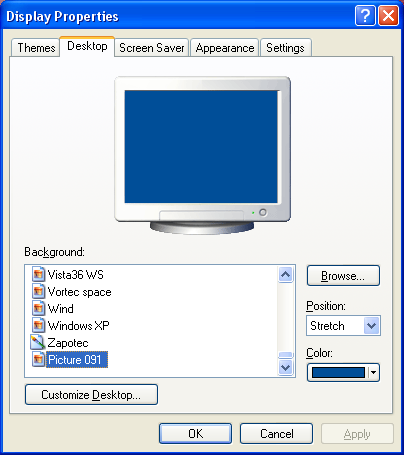 Display Properties
Themes Desktop Screen Saver Appearance Settings
Background:
Vista36 WS
Vortec space
Wind
Windows XP
Zapotec
Picture 091
Browse...
Position:
Stretch
Color:
Customize Desktop...
OK Cancel Apply